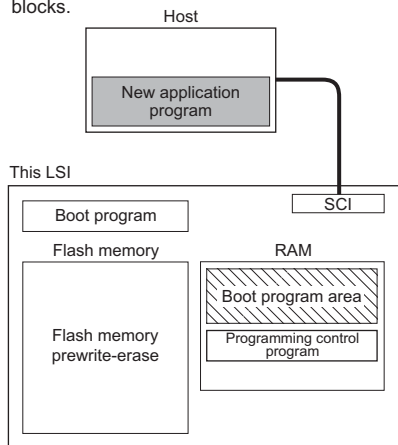 blocks.
Host
New application
program
This LSI
SCI
Boot program
Flash memory
RAM
Boot program area
Flash memory
prewrite-erase
Programming control
program